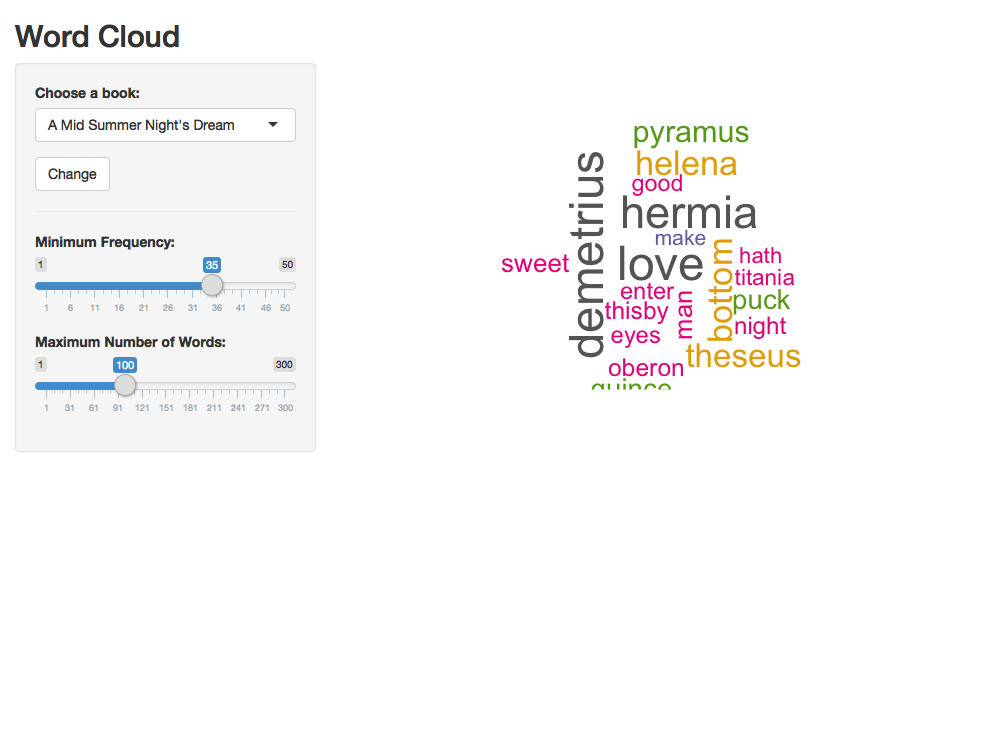 Word Cloud
Choose a book:
A Mid Summer Night's Dream
Change
Minimum Frequency:
1 35 50
1 6 11 16 21 26 31 36 41 46 50
Maximum Number of Words:
1 100 300
1 31 61 91 121 151 181 211 241 271 300
pyramus
helena
good
demetrius
hermia
make
sweet
love
bottom
hath
titania
enter
man
puck
thisby
night
eyes
theseus
oberon
quince